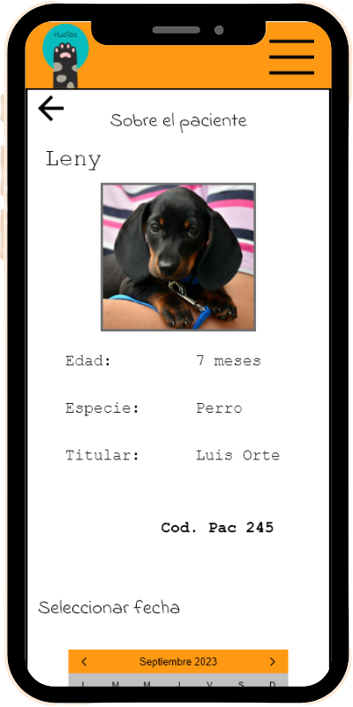 Huellas
Sobre el paciente
Leny
Edad: 7 meses
Especie: Perro
Titular: Luis Orte
Cod. Pac 245
Seleccionar fecha
< Septiembre 2023 >
L M M J V S D